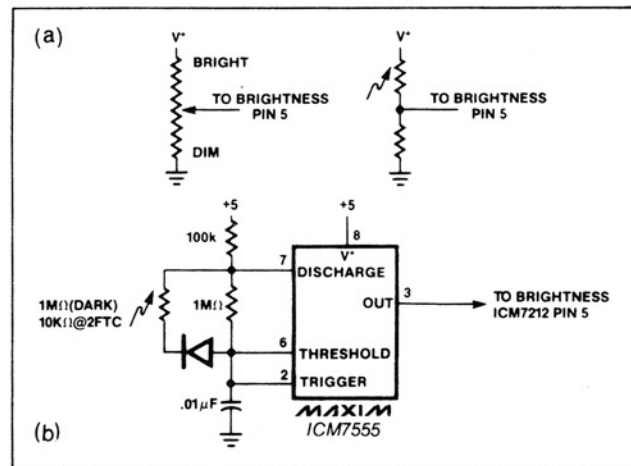 (a)
V+
BRIGHT
TO BRIGHTNESS
PIN 5
DIM
V+
TO BRIGHTNESS
PIN 5
+5
100k
+5
8
V+
7
DISCHARGE
1MΩ(DARK)
10KΩ@2FTC
1MΩ
OUT
3
TO BRIGHTNESS
ICM7212 PIN 5
6
THRESHOLD
2
TRIGGER
.01μF
MAXIM
ICM7555
(b)